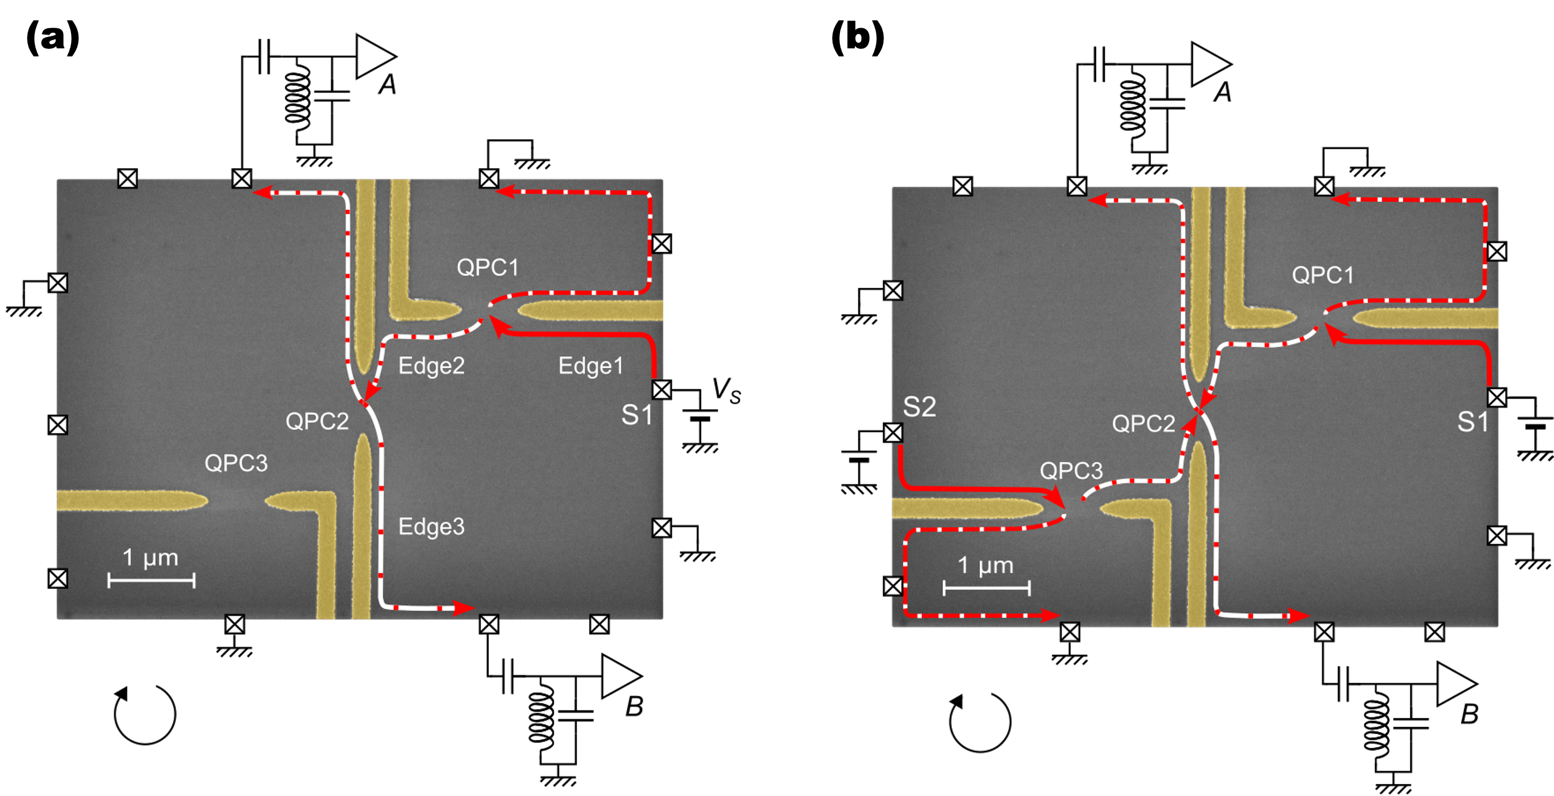 (a)
A
QPC1
Edge2
Edge1
V_S
S1
QPC2
QPC3
Edge3
1 μm
B
(b)
A
QPC1
S2
S1
QPC2
QPC3
1 μm
B